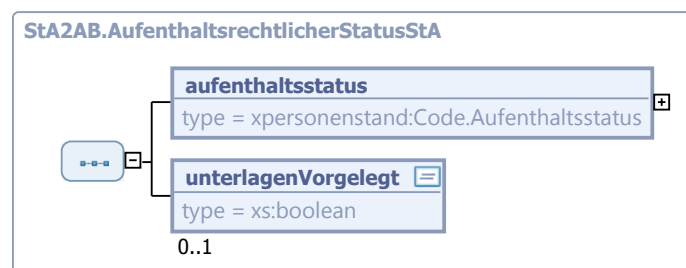 StA2AB.AufenthaltsrechtlicherStatusStA
aufenthaltsstatus
type = xpersonenstand:Code.Aufenthaltsstatus
unterlagenVorgelegt
type = xs:boolean
0..1